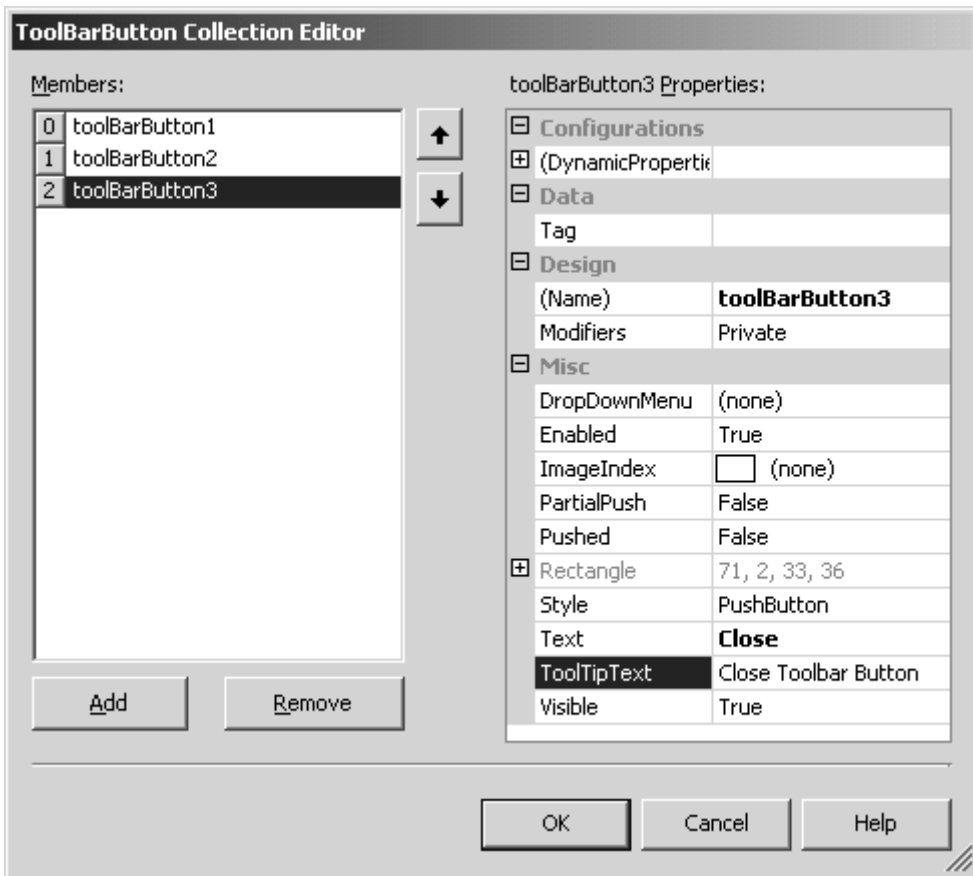 ToolBarButton Collection Editor
Members:
0 toolBarButton1
1 toolBarButton2
2 toolBarButton3
Add
Remove
toolBarButton3 Properties:
Configurations
(DynamicPropertie
Data
Tag
Design
(Name) toolBarButton3
Modifiers Private
Misc
DropDownMenu (none)
Enabled True
ImageIndex (none)
PartialPush False
Pushed False
Rectangle 71, 2, 33, 36
Style PushButton
Text Close
ToolTipText Close Toolbar Button
Visible True
OK
Cancel
Help